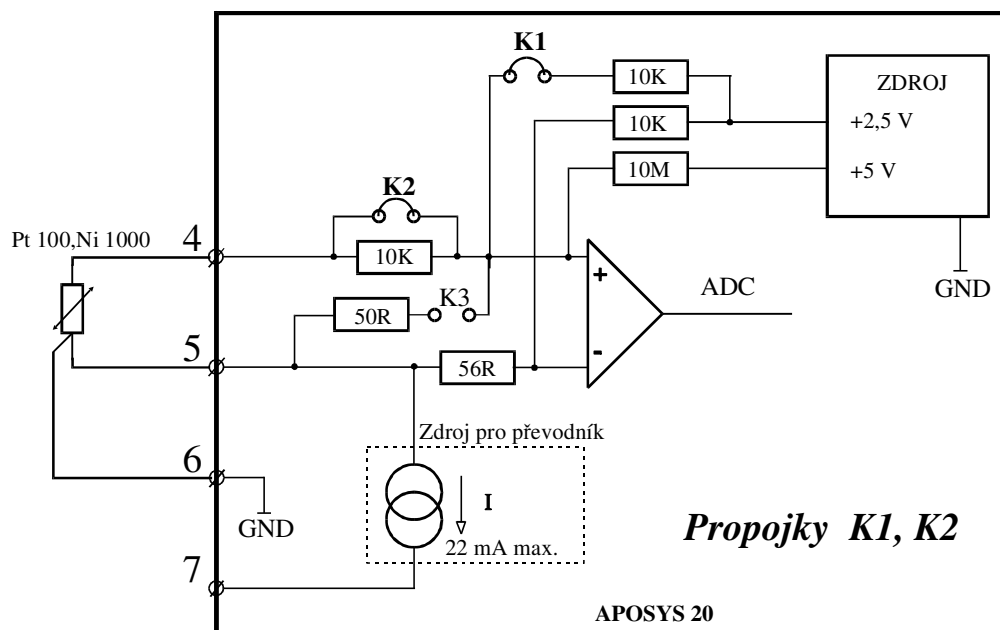 K1
10K
ZDROJ
10K
+2,5 V
10M
+5 V
K2
Pt 100,Ni 1000
4
10K
+
ADC
GND
K3
50R
5
-
56R
Zdroj pro převodník
6
GND
I
22 mA max.
Propojky K1, K2
7
APOSYS 20